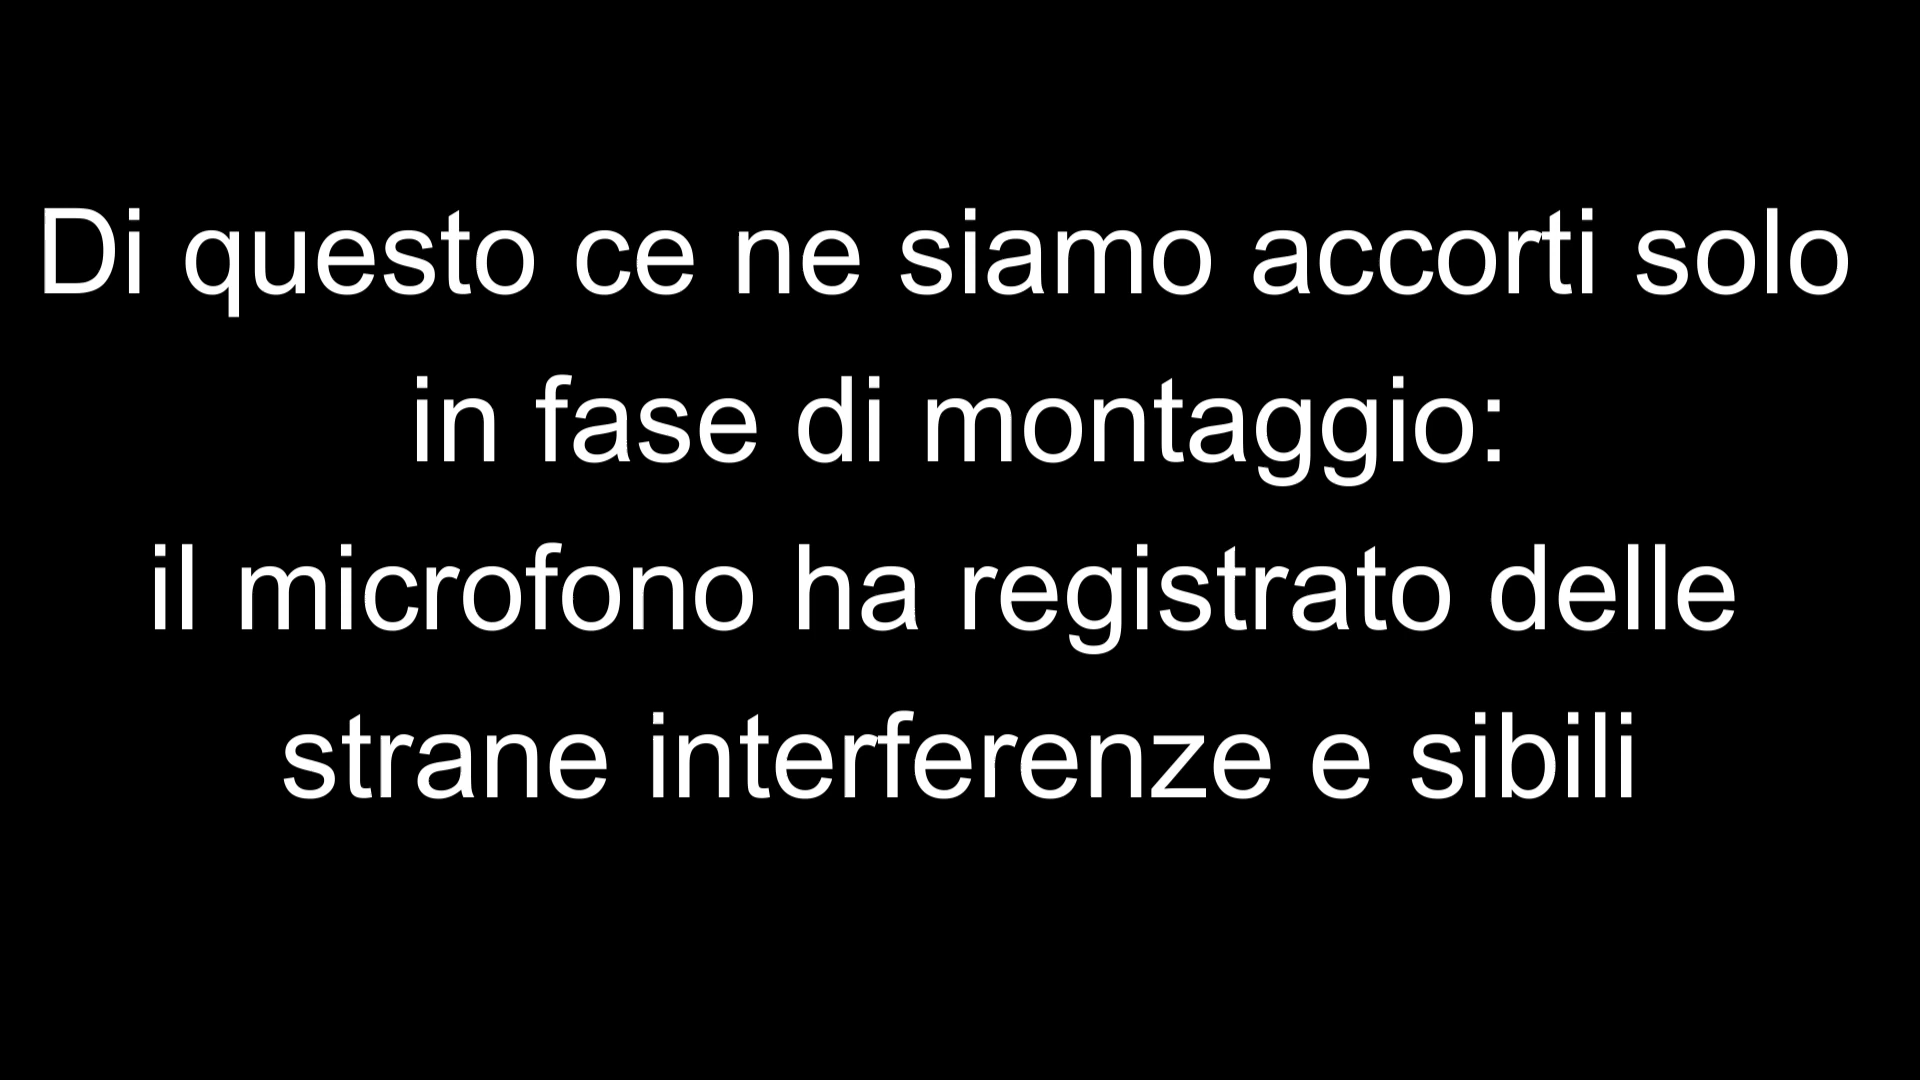 Di questo ce ne siamo accorti solo
in fase di montaggio:
il microfono ha registrato delle
strane interferenze e sibili